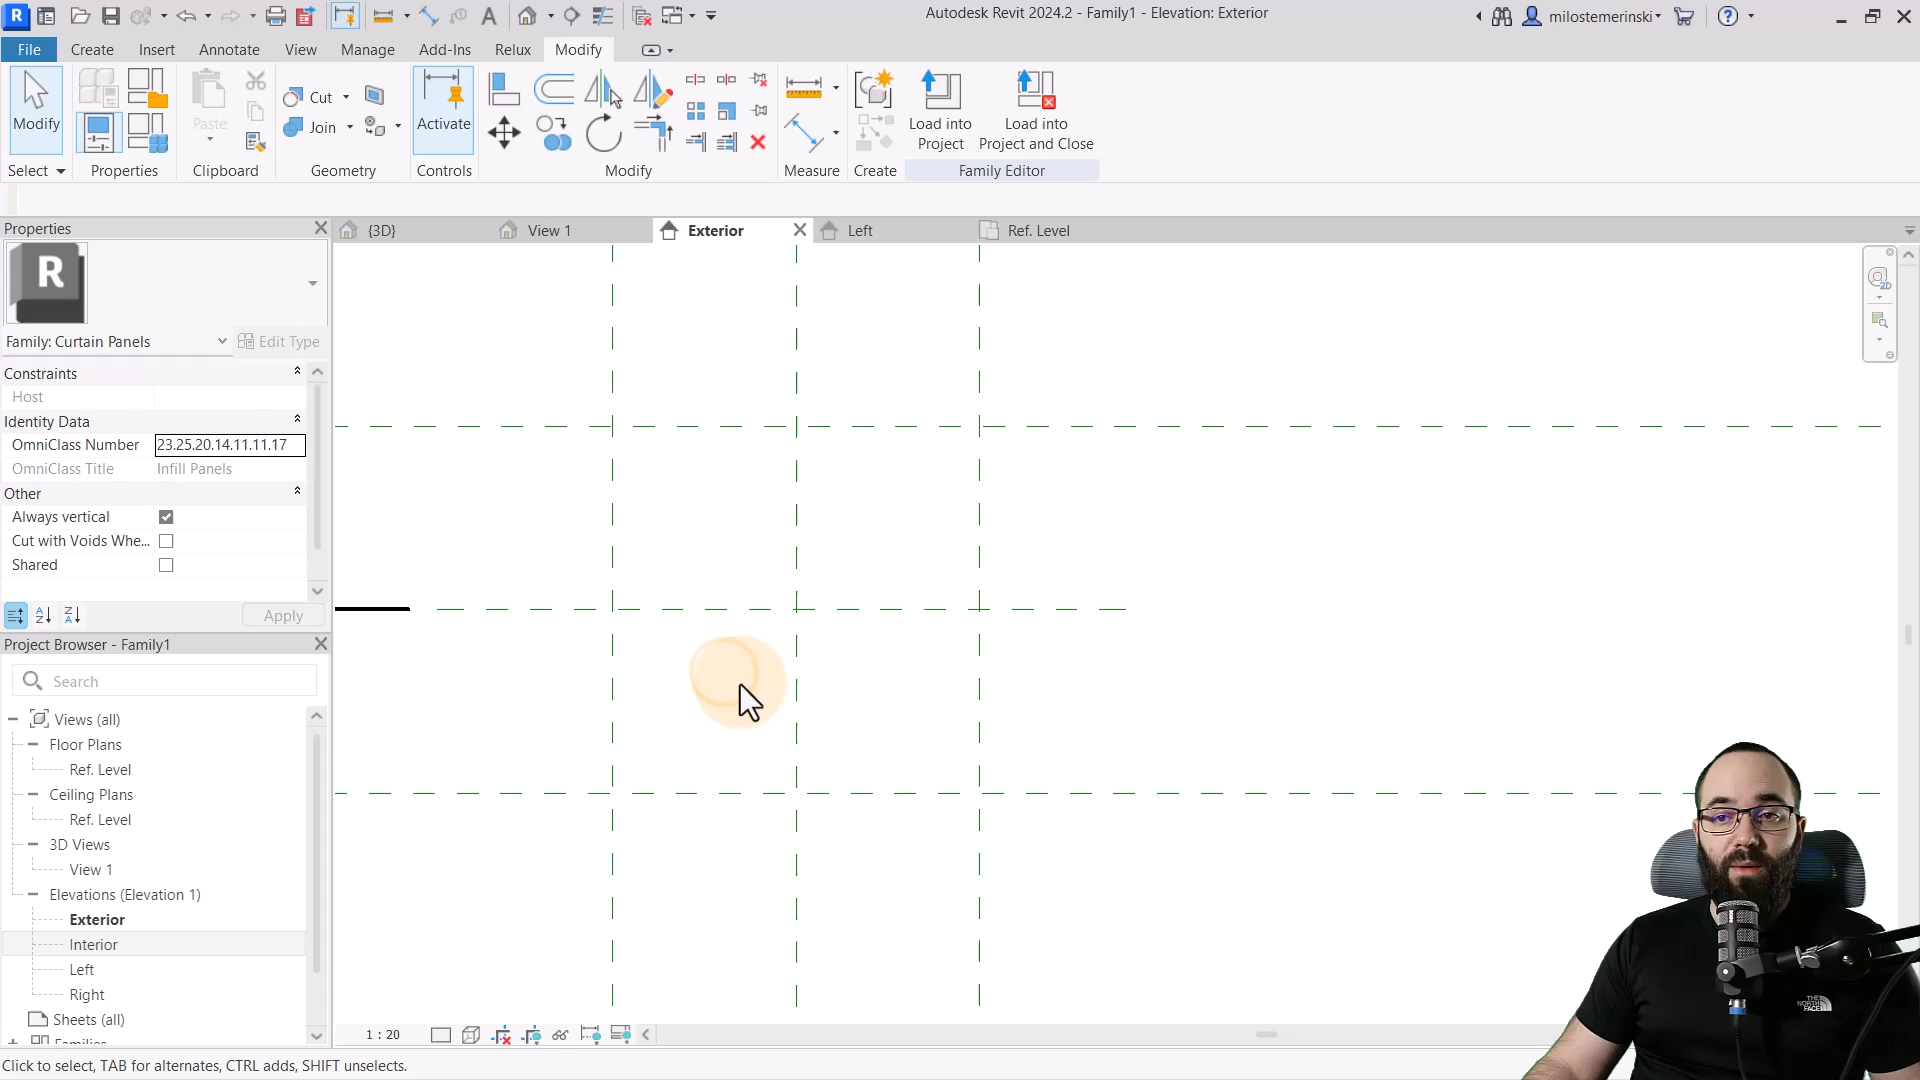 Autodesk Revit 2024.2 - Family1 - Elevation: Exterior
milostemerinski
File Create Insert Annotate View Manage Add-Ins Relux Modify
Modify
Paste
Cut
Join
Activate
Load into Project
Load into Project and Close
Select Properties Clipboard Geometry Controls Modify Measure Create Family Editor
Properties
R
Family: Curtain Panels
Edit Type
Constraints
Host
Identity Data
OmniClass Number 23.25.20.14.11.11.17
OmniClass Title Infill Panels
Other
Always vertical
Cut with Voids Whe...
Shared
Apply
{3D} View 1 Exterior Left Ref. Level
2D
Project Browser - Family1
Search
Views (all)
Floor Plans
Ref. Level
Ceiling Plans
Ref. Level
3D Views
View 1
Elevations (Elevation 1)
Exterior
Interior
Left
Right
Sheets (all)
Families
1 : 20
Click to select, TAB for alternates, CTRL adds, SHIFT unselects.
THE NORTH FACE